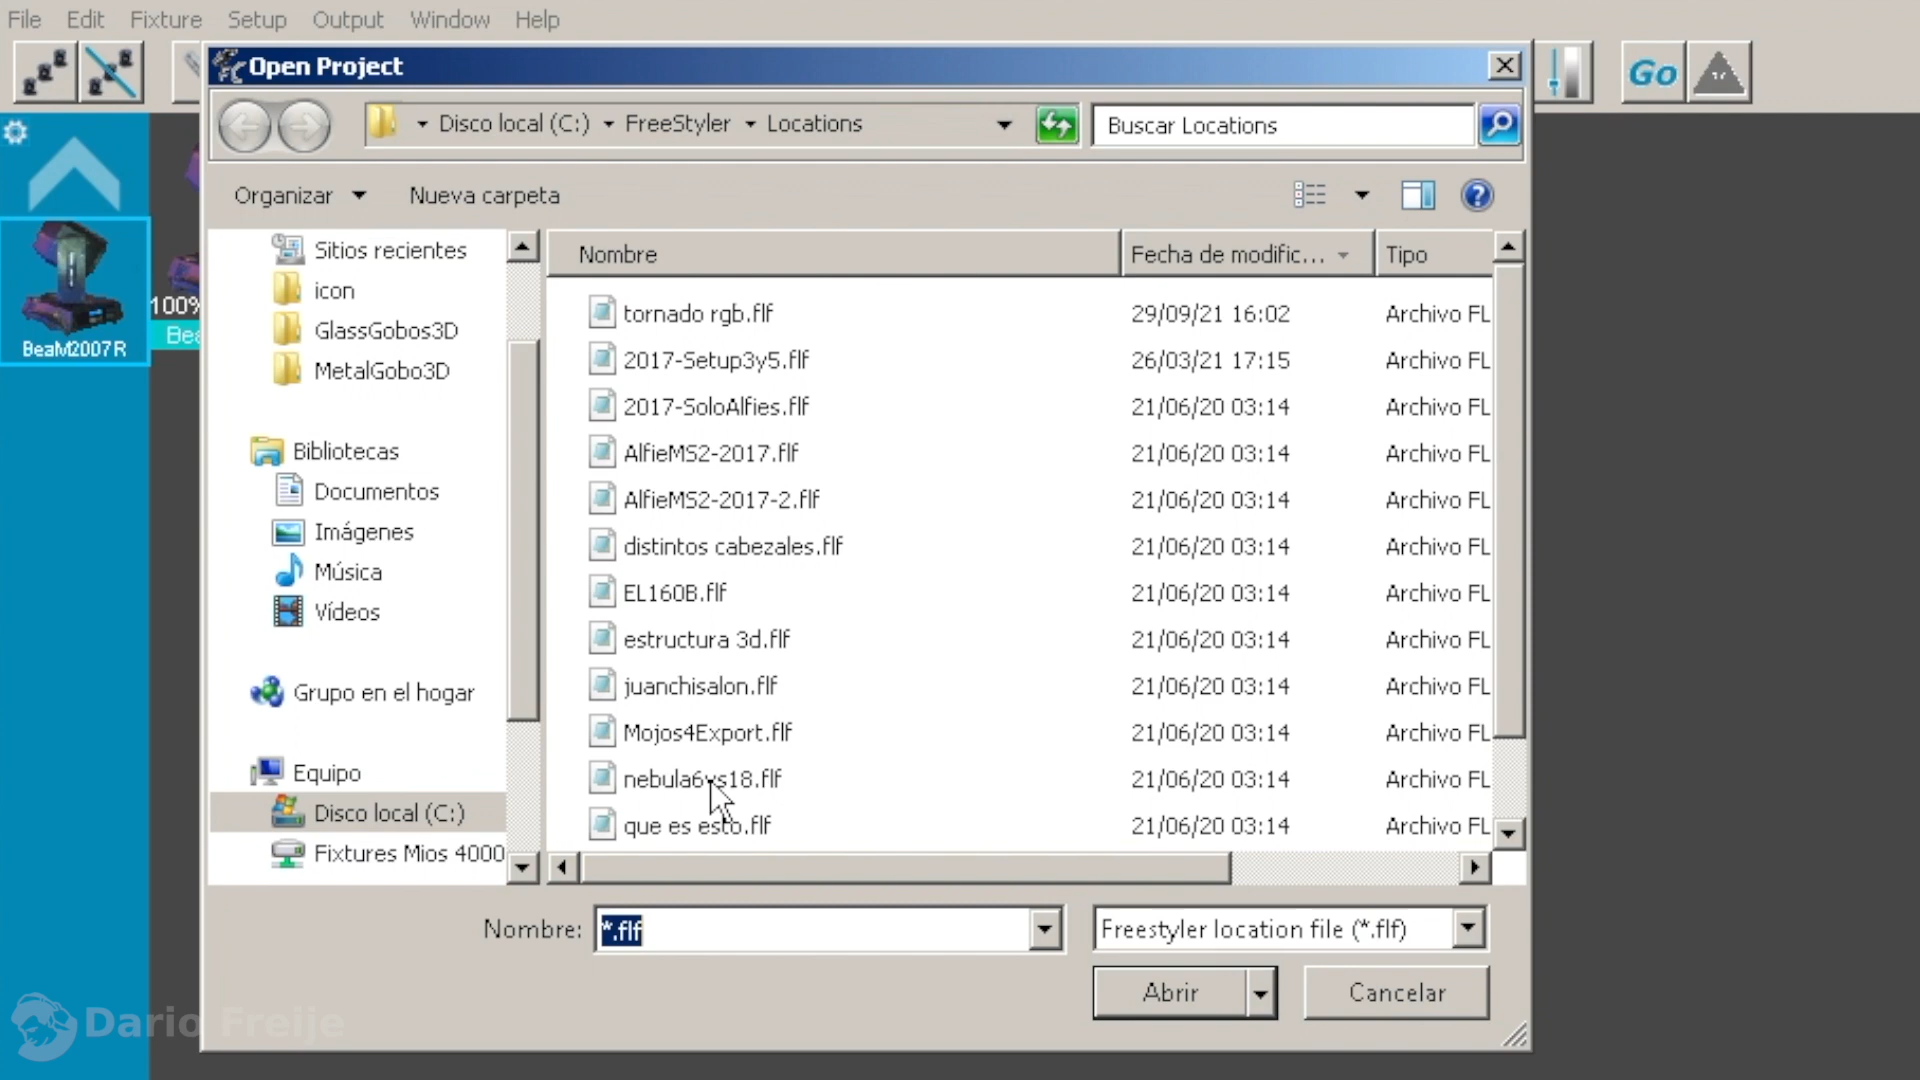 File Edit Fixture Setup Output Window Help
Open Project
Disco local (C:) FreeStyler Locations
Buscar Locations
Go
Organizar Nueva carpeta
Sitios recientes
icon
GlassGobos3D
MetalGobo3D
Bibliotecas
Documentos
Imágenes
Música
Vídeos
Grupo en el hogar
Equipo
Disco local (C:)
Fixtures Mios 4000
Nombre Fecha de modific... Tipo
tornado rgb.flf 29/09/21 16:02 Archivo FL
2017-Setup3y5.flf 26/03/21 17:15 Archivo FL
2017-SoloAlfies.flf 21/06/20 03:14 Archivo FL
AlfieMS2-2017.flf 21/06/20 03:14 Archivo FL
AlfieMS2-2017-2.flf 21/06/20 03:14 Archivo FL
distintos cabezales.flf 21/06/20 03:14 Archivo FL
EL160B.flf 21/06/20 03:14 Archivo FL
estructura 3d.flf 21/06/20 03:14 Archivo FL
juanchisalon.flf 21/06/20 03:14 Archivo FL
Mojos4Export.flf 21/06/20 03:14 Archivo FL
nebula6vs18.flf 21/06/20 03:14 Archivo FL
que es esto.flf 21/06/20 03:14 Archivo FL
100%
Bea
BeaM2007R
Nombre: *.flf Freestyler location file (*.flf)
Abrir Cancelar
Dario Freije